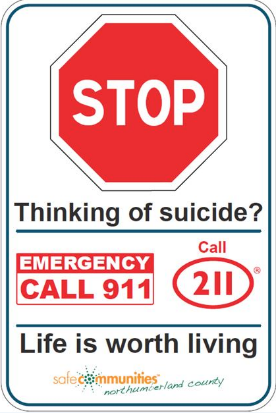 STOP
Thinking of suicide?
EMERGENCY
CALL 911
Call
211®
Life is worth living
safecommunities
northumberland county